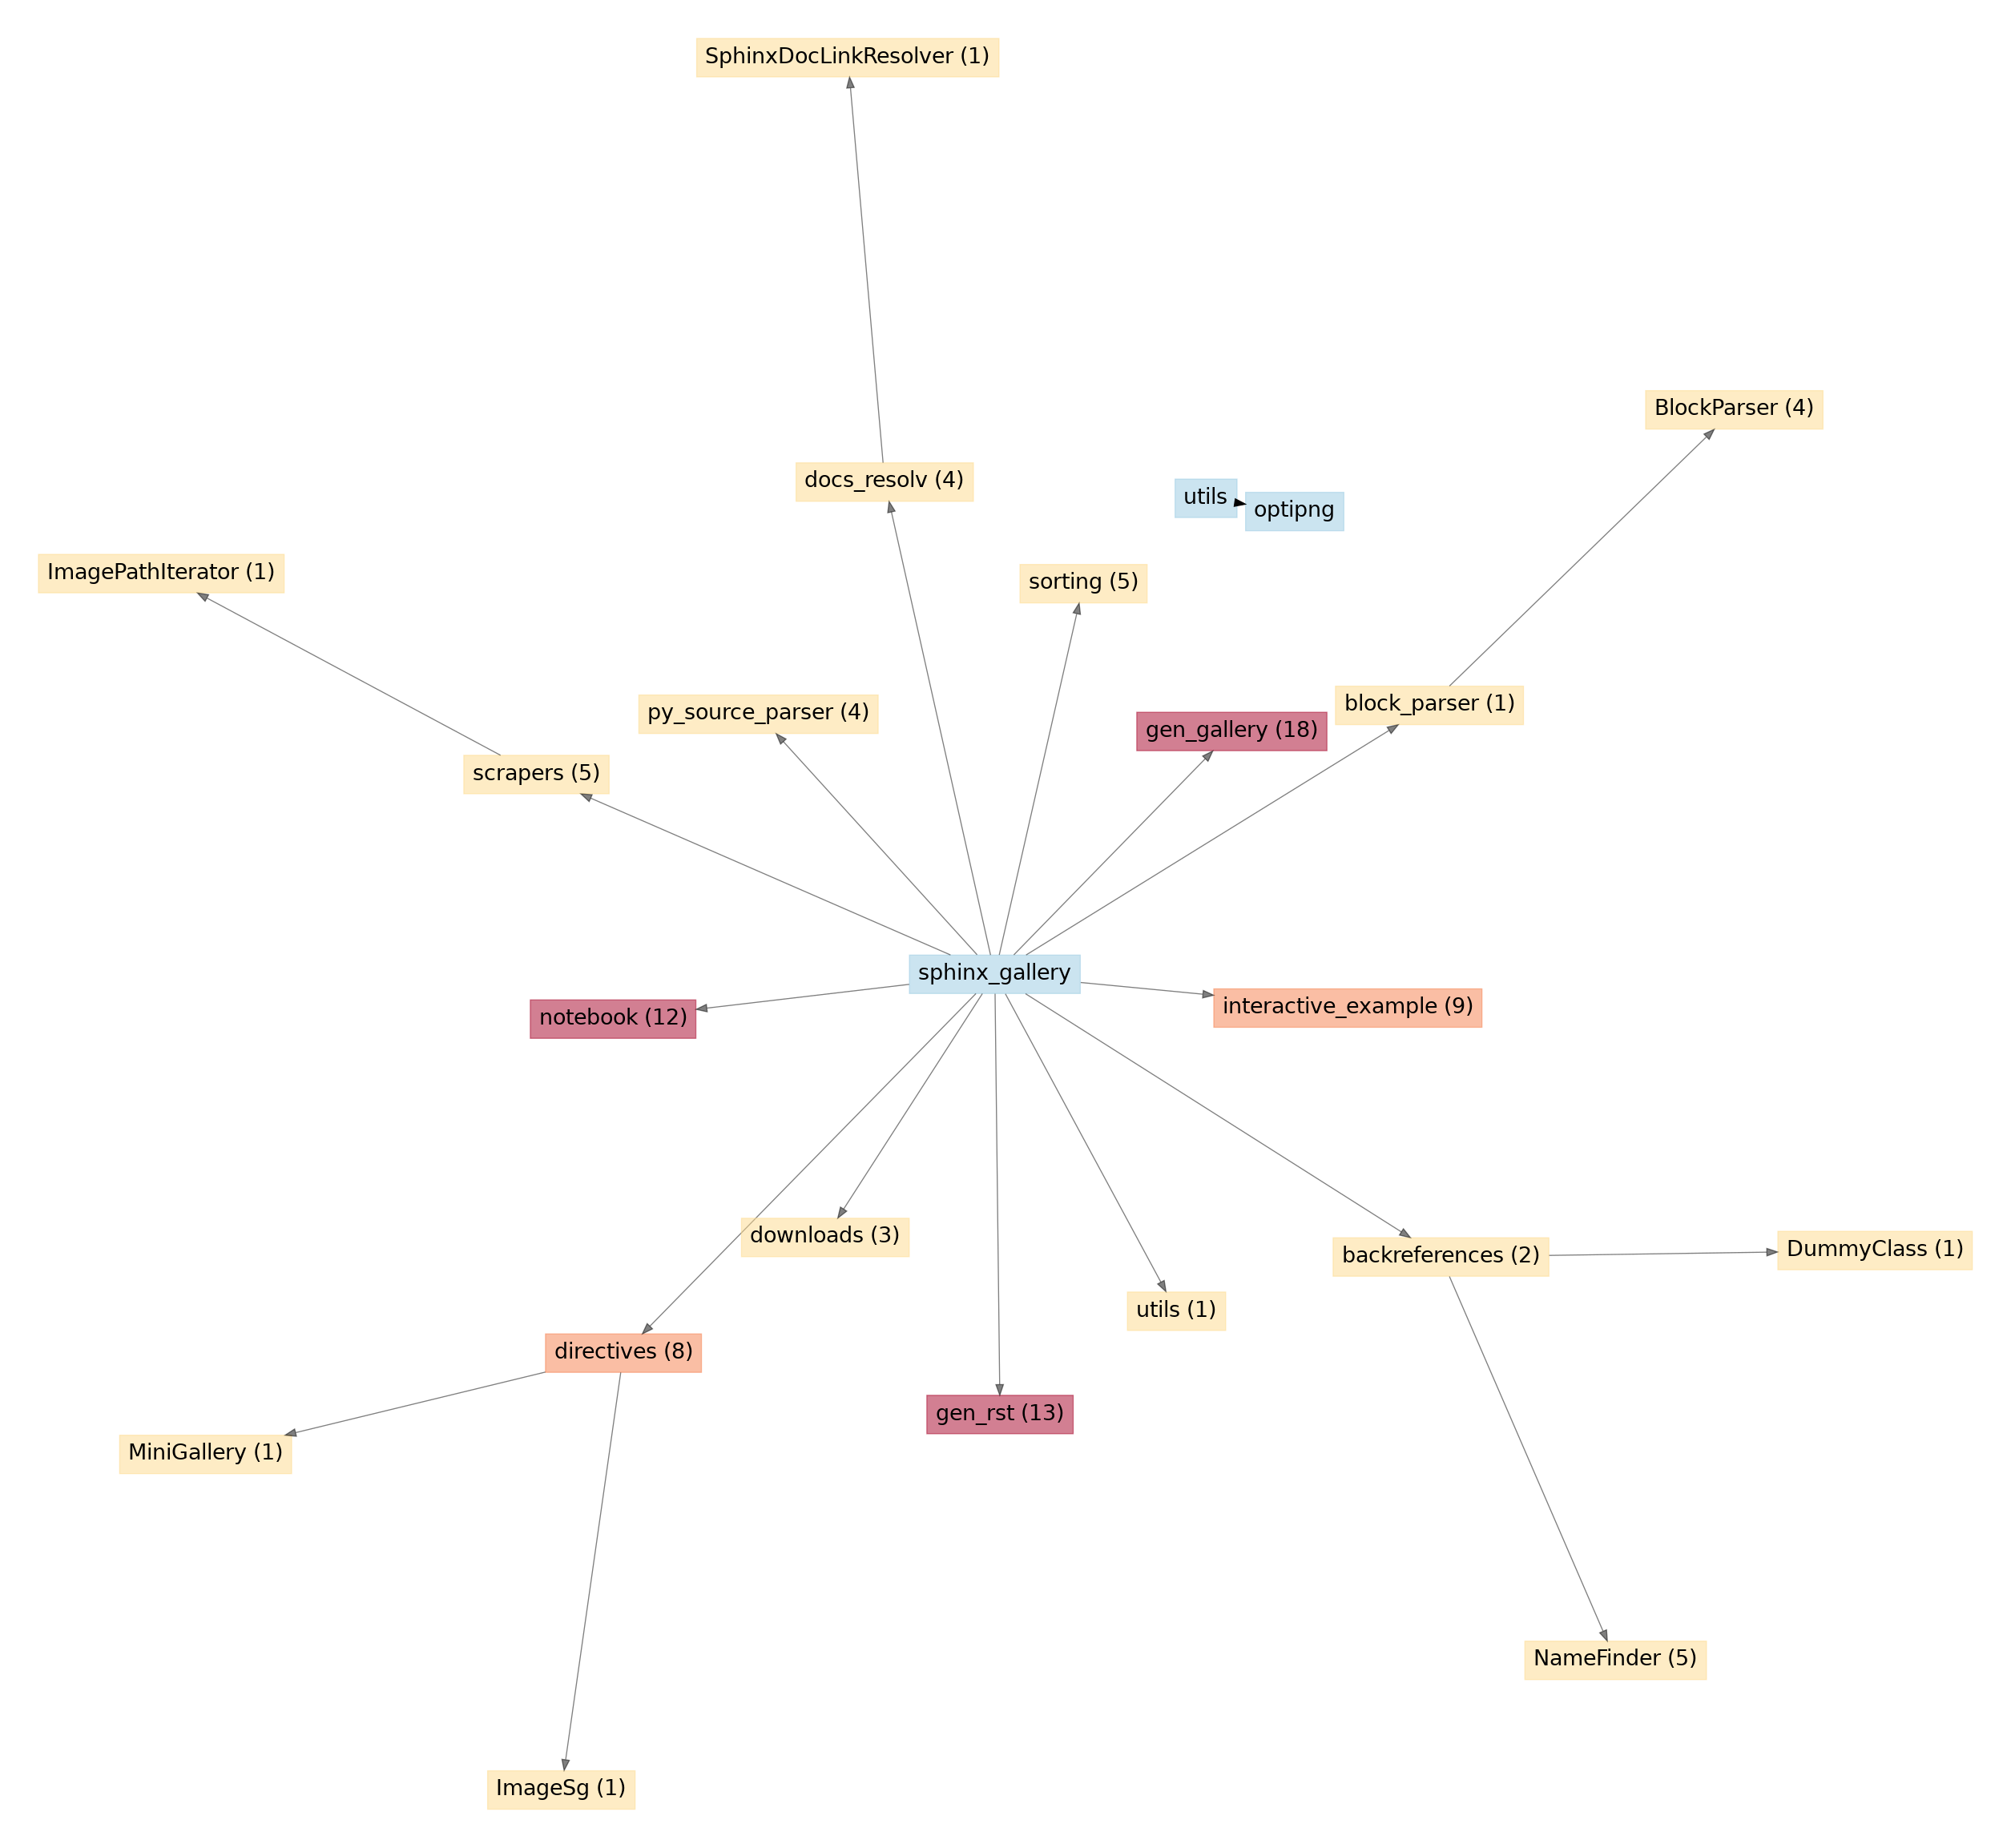 SphinxDocLinkResolver (1)
BlockParser (4)
docs_resolv (4)
utils
optipng
ImagePathIterator (1)
sorting (5)
block_parser (1)
py_source_parser (4)
gen_gallery (18)
scrapers (5)
sphinx_gallery
interactive_example (9)
notebook (12)
downloads (3)
DummyClass (1)
backreferences (2)
utils (1)
directives (8)
gen_rst (13)
MiniGallery (1)
NameFinder (5)
ImageSg (1)